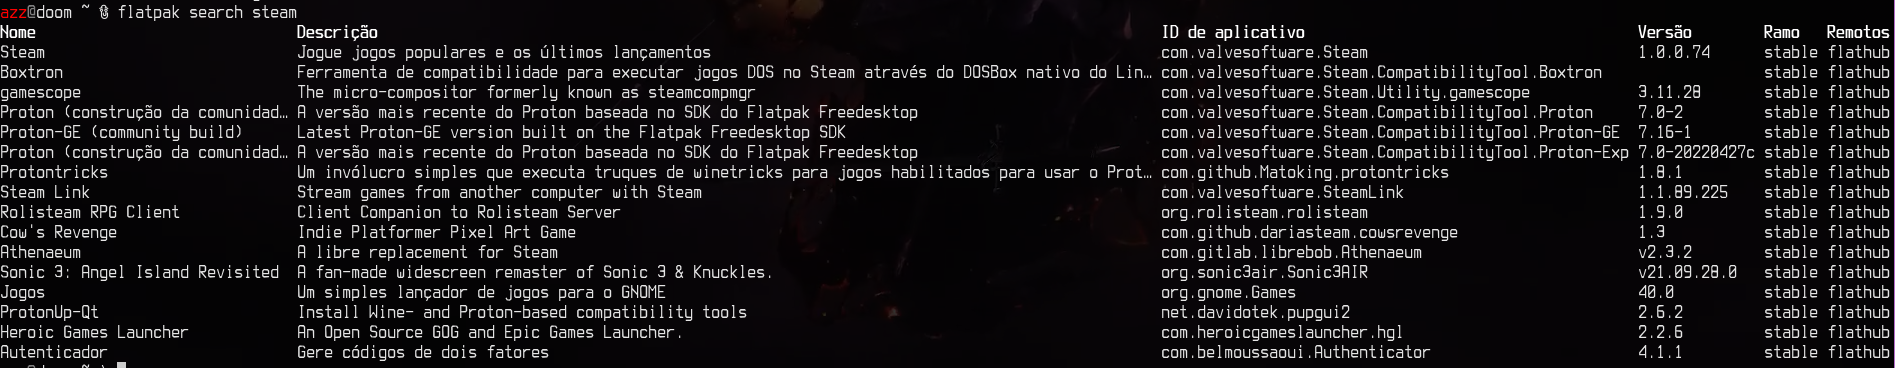 azz@doom ~ flatpak search steam
Nome Descrição ID de aplicativo Versão Ramo Remotos
Steam Jogue jogos populares e os últimos lançamentos com.valvesoftware.Steam 1.0.0.74 stable flathub
Boxtron Ferramenta de compatibilidade para executar jogos DOS no Steam através do DOSBox nativo do Lin… com.valvesoftware.Steam.CompatibilityTool.Boxtron stable flathub
gamescope The micro-compositor formerly known as steamcompmgr com.valvesoftware.Steam.Utility.gamescope 3.11.28 stable flathub
Proton (construção da comunidad… A versão mais recente do Proton baseada no SDK do Flatpak Freedesktop com.valvesoftware.Steam.CompatibilityTool.Proton 7.0-2 stable flathub
Proton-GE (community build) Latest Proton-GE version built on the Flatpak Freedesktop SDK com.valvesoftware.Steam.CompatibilityTool.Proton-GE 7.16-1 stable flathub
Proton (construção da comunidad… A versão mais recente do Proton baseada no SDK do Flatpak Freedesktop com.valvesoftware.Steam.CompatibilityTool.Proton-Exp 7.0-20220427c stable flathub
Protontricks Um invólucro simples que executa truques de winetricks para jogos habilitados para usar o Prot… com.github.Matoking.protontricks 1.8.1 stable flathub
Steam Link Stream games from another computer with Steam com.valvesoftware.SteamLink 1.1.89.225 stable flathub
Rolisteam RPG Client Client Companion to Rolisteam Server org.rolisteam.rolisteam 1.9.0 stable flathub
Cow's Revenge Indie Platformer Pixel Art Game com.github.dariasteam.cowsrevenge 1.3 stable flathub
Athenaeum A libre replacement for Steam com.gitlab.librebob.Athenaeum v2.3.2 stable flathub
Sonic 3: Angel Island Revisited A fan-made widescreen remaster of Sonic 3 & Knuckles. org.sonic3air.Sonic3AIR v21.09.28.0 stable flathub
Jogos Um simples lançador de jogos para o GNOME org.gnome.Games 40.0 stable flathub
ProtonUp-Qt Install Wine- and Proton-based compatibility tools net.davidotek.pupgui2 2.6.2 stable flathub
Heroic Games Launcher An Open Source GOG and Epic Games Launcher. com.heroicgameslauncher.hgl 2.2.6 stable flathub
Autenticador Gere códigos de dois fatores com.belmoussaoui.Authenticator 4.1.1 stable flathub